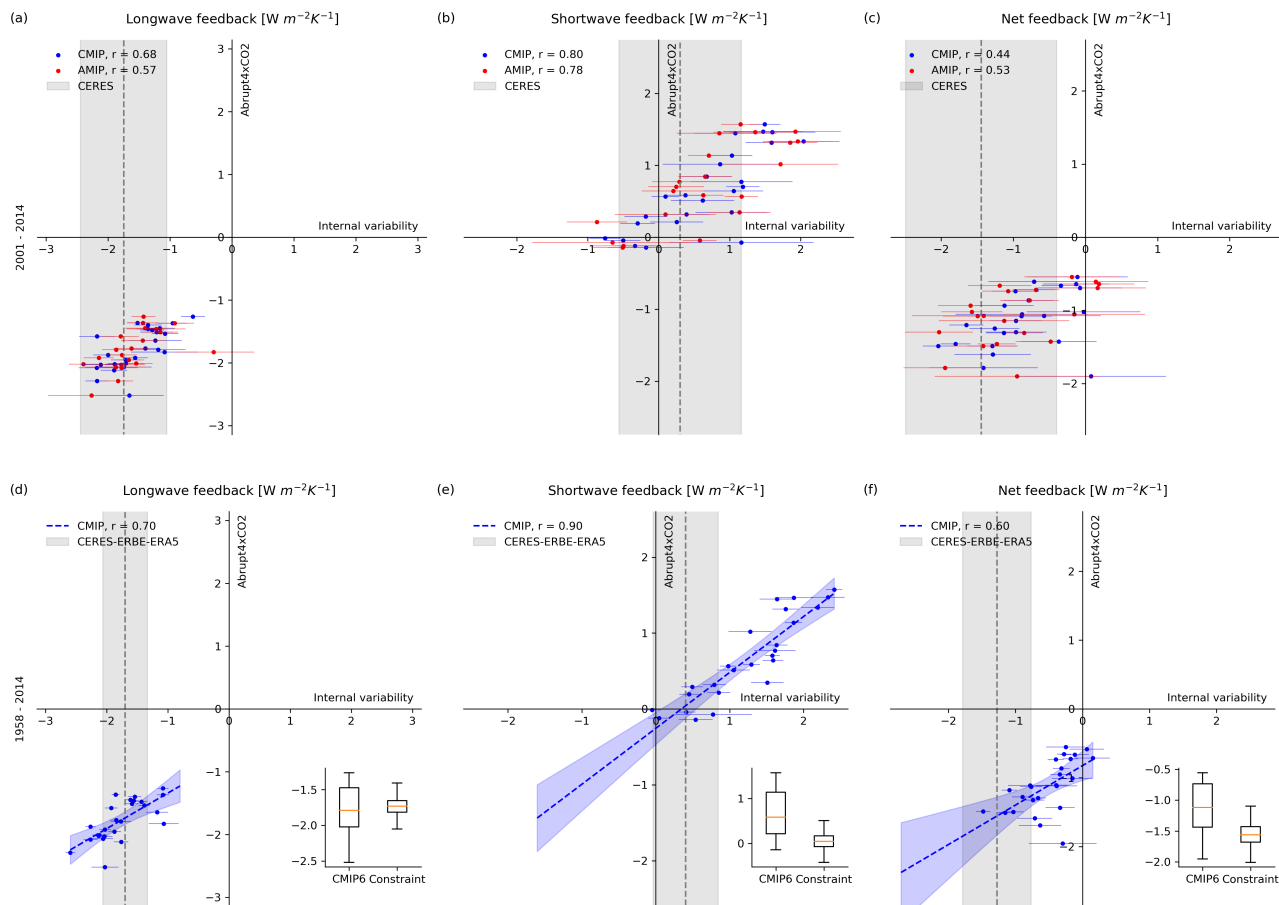 (a)
Longwave feedback [W m−2K−1]
CMIP, r = 0.68
AMIP, r = 0.57
CERES
Abrupt4xCO2
Internal variability
2001 - 2014
3
2
1
0
−1
−2
−3
−3
−2
−1
0
1
2
3
(b)
Shortwave feedback [W m−2K−1]
CMIP, r = 0.80
AMIP, r = 0.78
CERES
Abrupt4xCO2
Internal variability
2
1
0
−1
−2
−2
−1
0
1
2
(c)
Net feedback [W m−2K−1]
CMIP, r = 0.44
AMIP, r = 0.53
CERES
Abrupt4xCO2
Internal variability
2
1
0
−1
−2
−2
−1
0
1
2
(d)
Longwave feedback [W m−2K−1]
CMIP, r = 0.70
CERES-ERBE-ERA5
Abrupt4xCO2
Internal variability
1958 - 2014
3
2
1
0
−1
−2
−3
−3
−2
−1
0
1
2
3
−1.5
−2.0
−2.5
CMIP6 Constraint
(e)
Shortwave feedback [W m−2K−1]
CMIP, r = 0.90
Abrupt4xCO2
Internal variability
2
1
0
−1
−2
−2
−1
0
1
2
1
0
CMIP6 Constraint
(f)
Net feedback [W m−2K−1]
CMIP, r = 0.60
CERES-ERBE-ERA5
Abrupt4xCO2
Internal variability
2
1
0
−2
−2
−1
0
1
2
−0.5
−1.0
−1.5
−2.0
CMIP6 Constraint